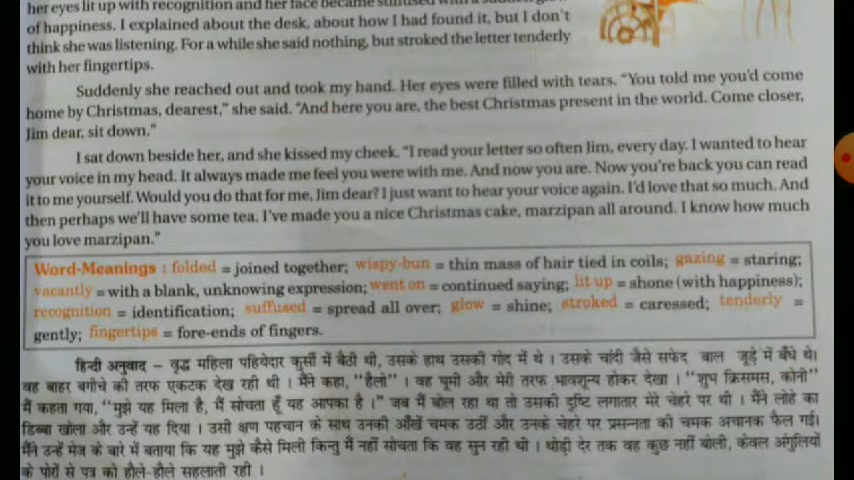 her eyes lit up with recognition and her face became suffused with a sudden glow
of happiness. I explained about the desk, about how I had found it, but I don't
think she was listening. For a while she said nothing, but stroked the letter tenderly
with her fingertips.
Suddenly she reached out and took my hand. Her eyes were filled with tears. "You told me you'd come
home by Christmas, dearest," she said. "And here you are, the best Christmas present in the world. Come closer,
Jim dear, sit down."
I sat down beside her, and she kissed my cheek. "I read your letter so often Jim, every day. I wanted to hear
your voice in my head. It always made me feel you were with me. And now you are. Now you're back you can read
it to me yourself. Would you do that for me, Jim dear? I just want to hear your voice again. I'd love that so much. And
then perhaps we'll have some tea. I've made you a nice Christmas cake, marzipan all around. I know how much
you love marzipan."
Word-Meanings : folded = joined together; wispy-bun = thin mass of hair tied in coils; gazing = staring;
vacantly = with a blank, unknowing expression; went on = continued saying; lit up = shone (with happiness);
recognition = identification; suffused = spread all over; glow = shine; stroked = caressed; tenderly =
gently; fingertips = fore-ends of fingers.
हिन्दी अनुवाद – वृद्ध महिला पहियेदार कुर्सी में बैठी थी, उसके हाथ उसकी गोद में थे । उसके चांदी जैसे सफेद बाल जूड़े में बँधे थे।
वह बाहर बगीचे की तरफ एकटक देख रही थी । मैंने कहा, "हैलो" । वह घूमी और मेरी तरफ भावशून्य होकर देखा । "शुभ क्रिसमस, कोनी"
मैं कहता गया, "मुझे यह मिला है, मैं सोचता हूँ यह आपका है ।" जब मैं बोल रहा था तो उसकी दृष्टि लगातार मेरे चेहरे पर थी । मैंने लोहे का
डिब्बा खोला और उन्हें यह दिया । उसी क्षण पहचान के साथ उनकी आँखें चमक उठीं और उनके चेहरे पर प्रसन्नता की चमक अचानक फैल गई।
मैंने उन्हें मेज के बारे में बताया कि यह मुझे कैसे मिली किन्तु मैं नहीं सोचता कि वह सुन रही थी । थोड़ी देर तक वह कुछ नहीं बोली, केवल अंगुलियों
के पोरों से पत्र को हौले-हौले सहलाती रही ।